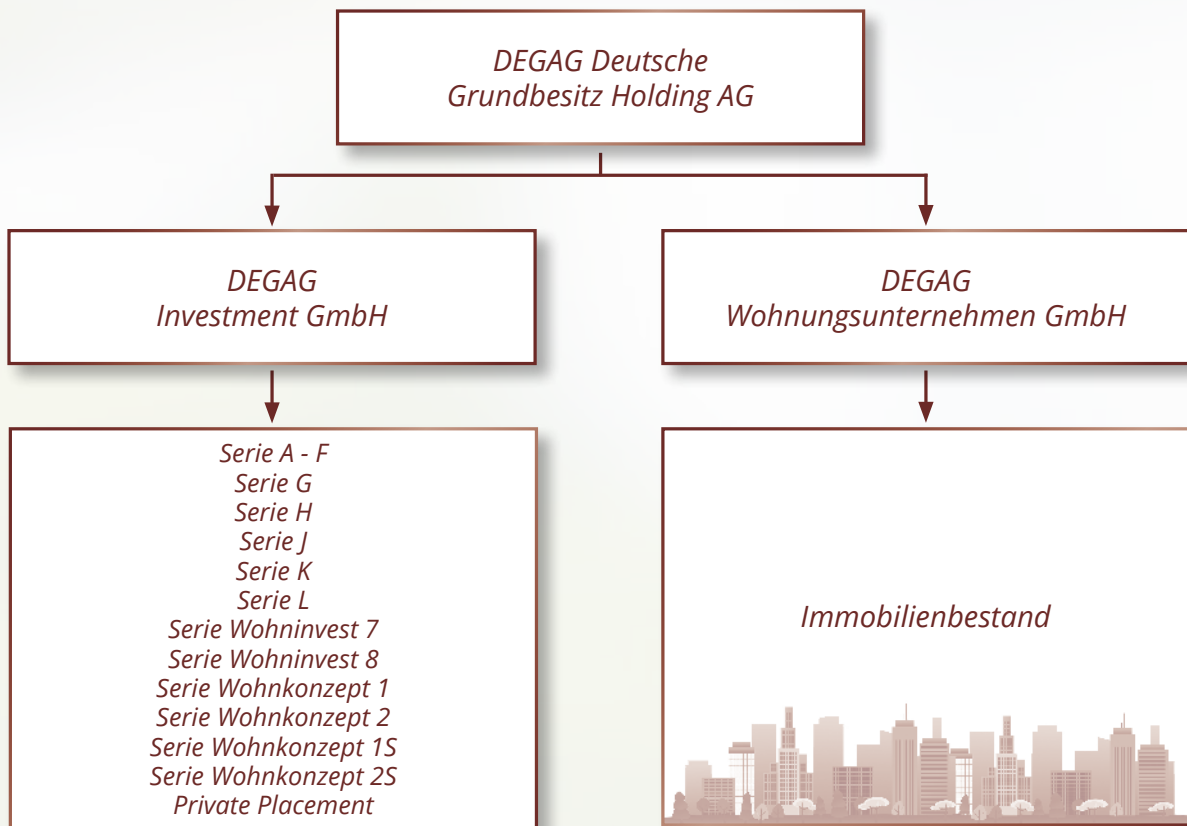 DEGAG Deutsche
Grundbesitz Holding AG
DEGAG
Investment GmbH
DEGAG
Wohnungsunternehmen GmbH
Serie A - F
Serie G
Serie H
Serie J
Serie K
Serie L
Serie Wohninvest 7
Serie Wohninvest 8
Serie Wohnkonzept 1
Serie Wohnkonzept 2
Serie Wohnkonzept 1S
Serie Wohnkonzept 2S
Private Placement
Immobilienbestand